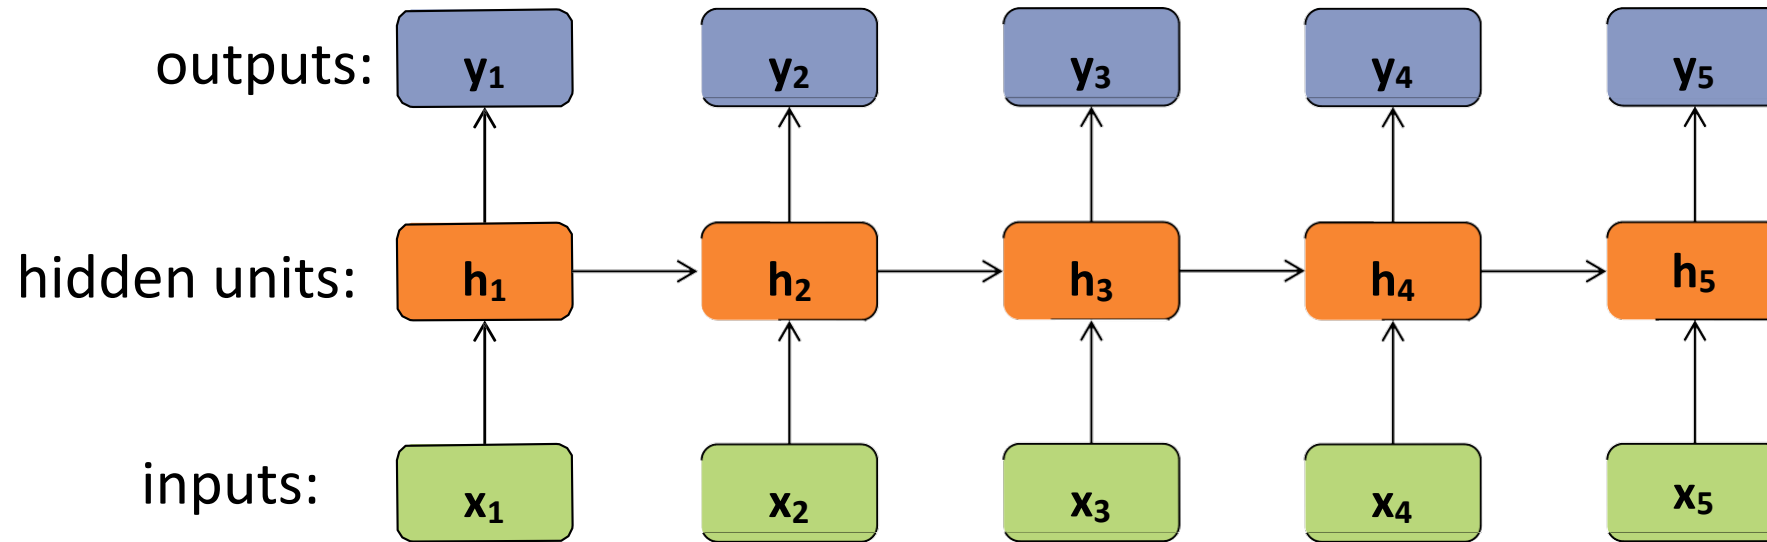 outputs: y₁ y₂ y₃ y₄ y₅
hidden units: h₁ h₂ h₃ h₄ h₅
inputs: x₁ x₂ x₃ x₄ x₅